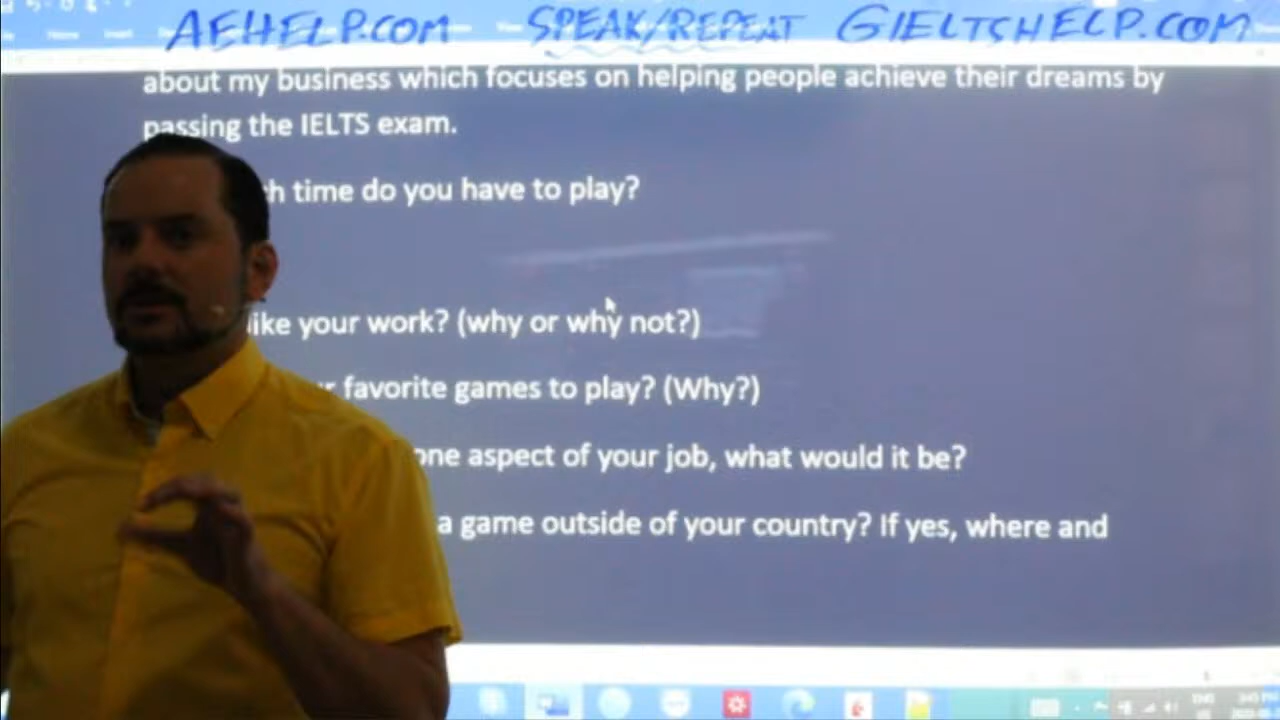 AEHELP.COM SPEAK/REPEAT GIELTSHELP.COM
about my business which focuses on helping people achieve their dreams by
passing the IELTS exam.
time do you have to play?
like your work? (why or why not?)
favorite games to play? (Why?)
one aspect of your job, what would it be?
a game outside of your country? If yes, where and